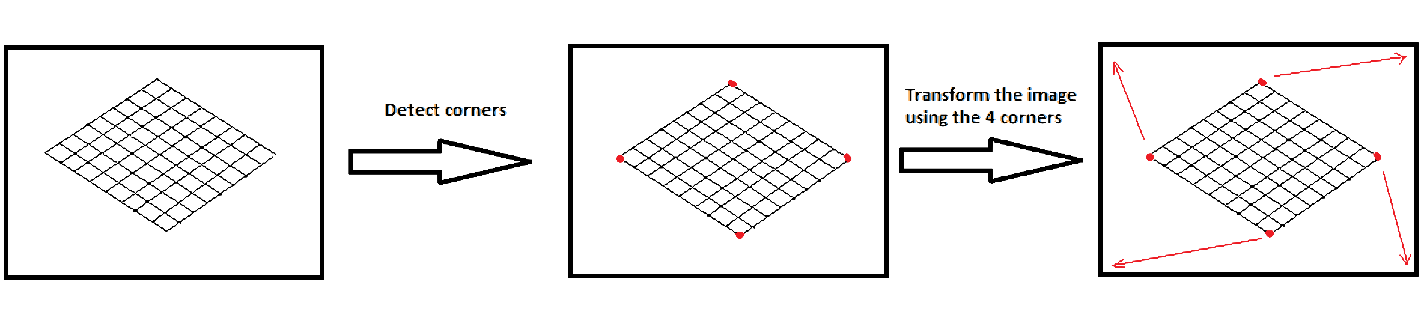 Detect corners
Transform the image
using the 4 corners